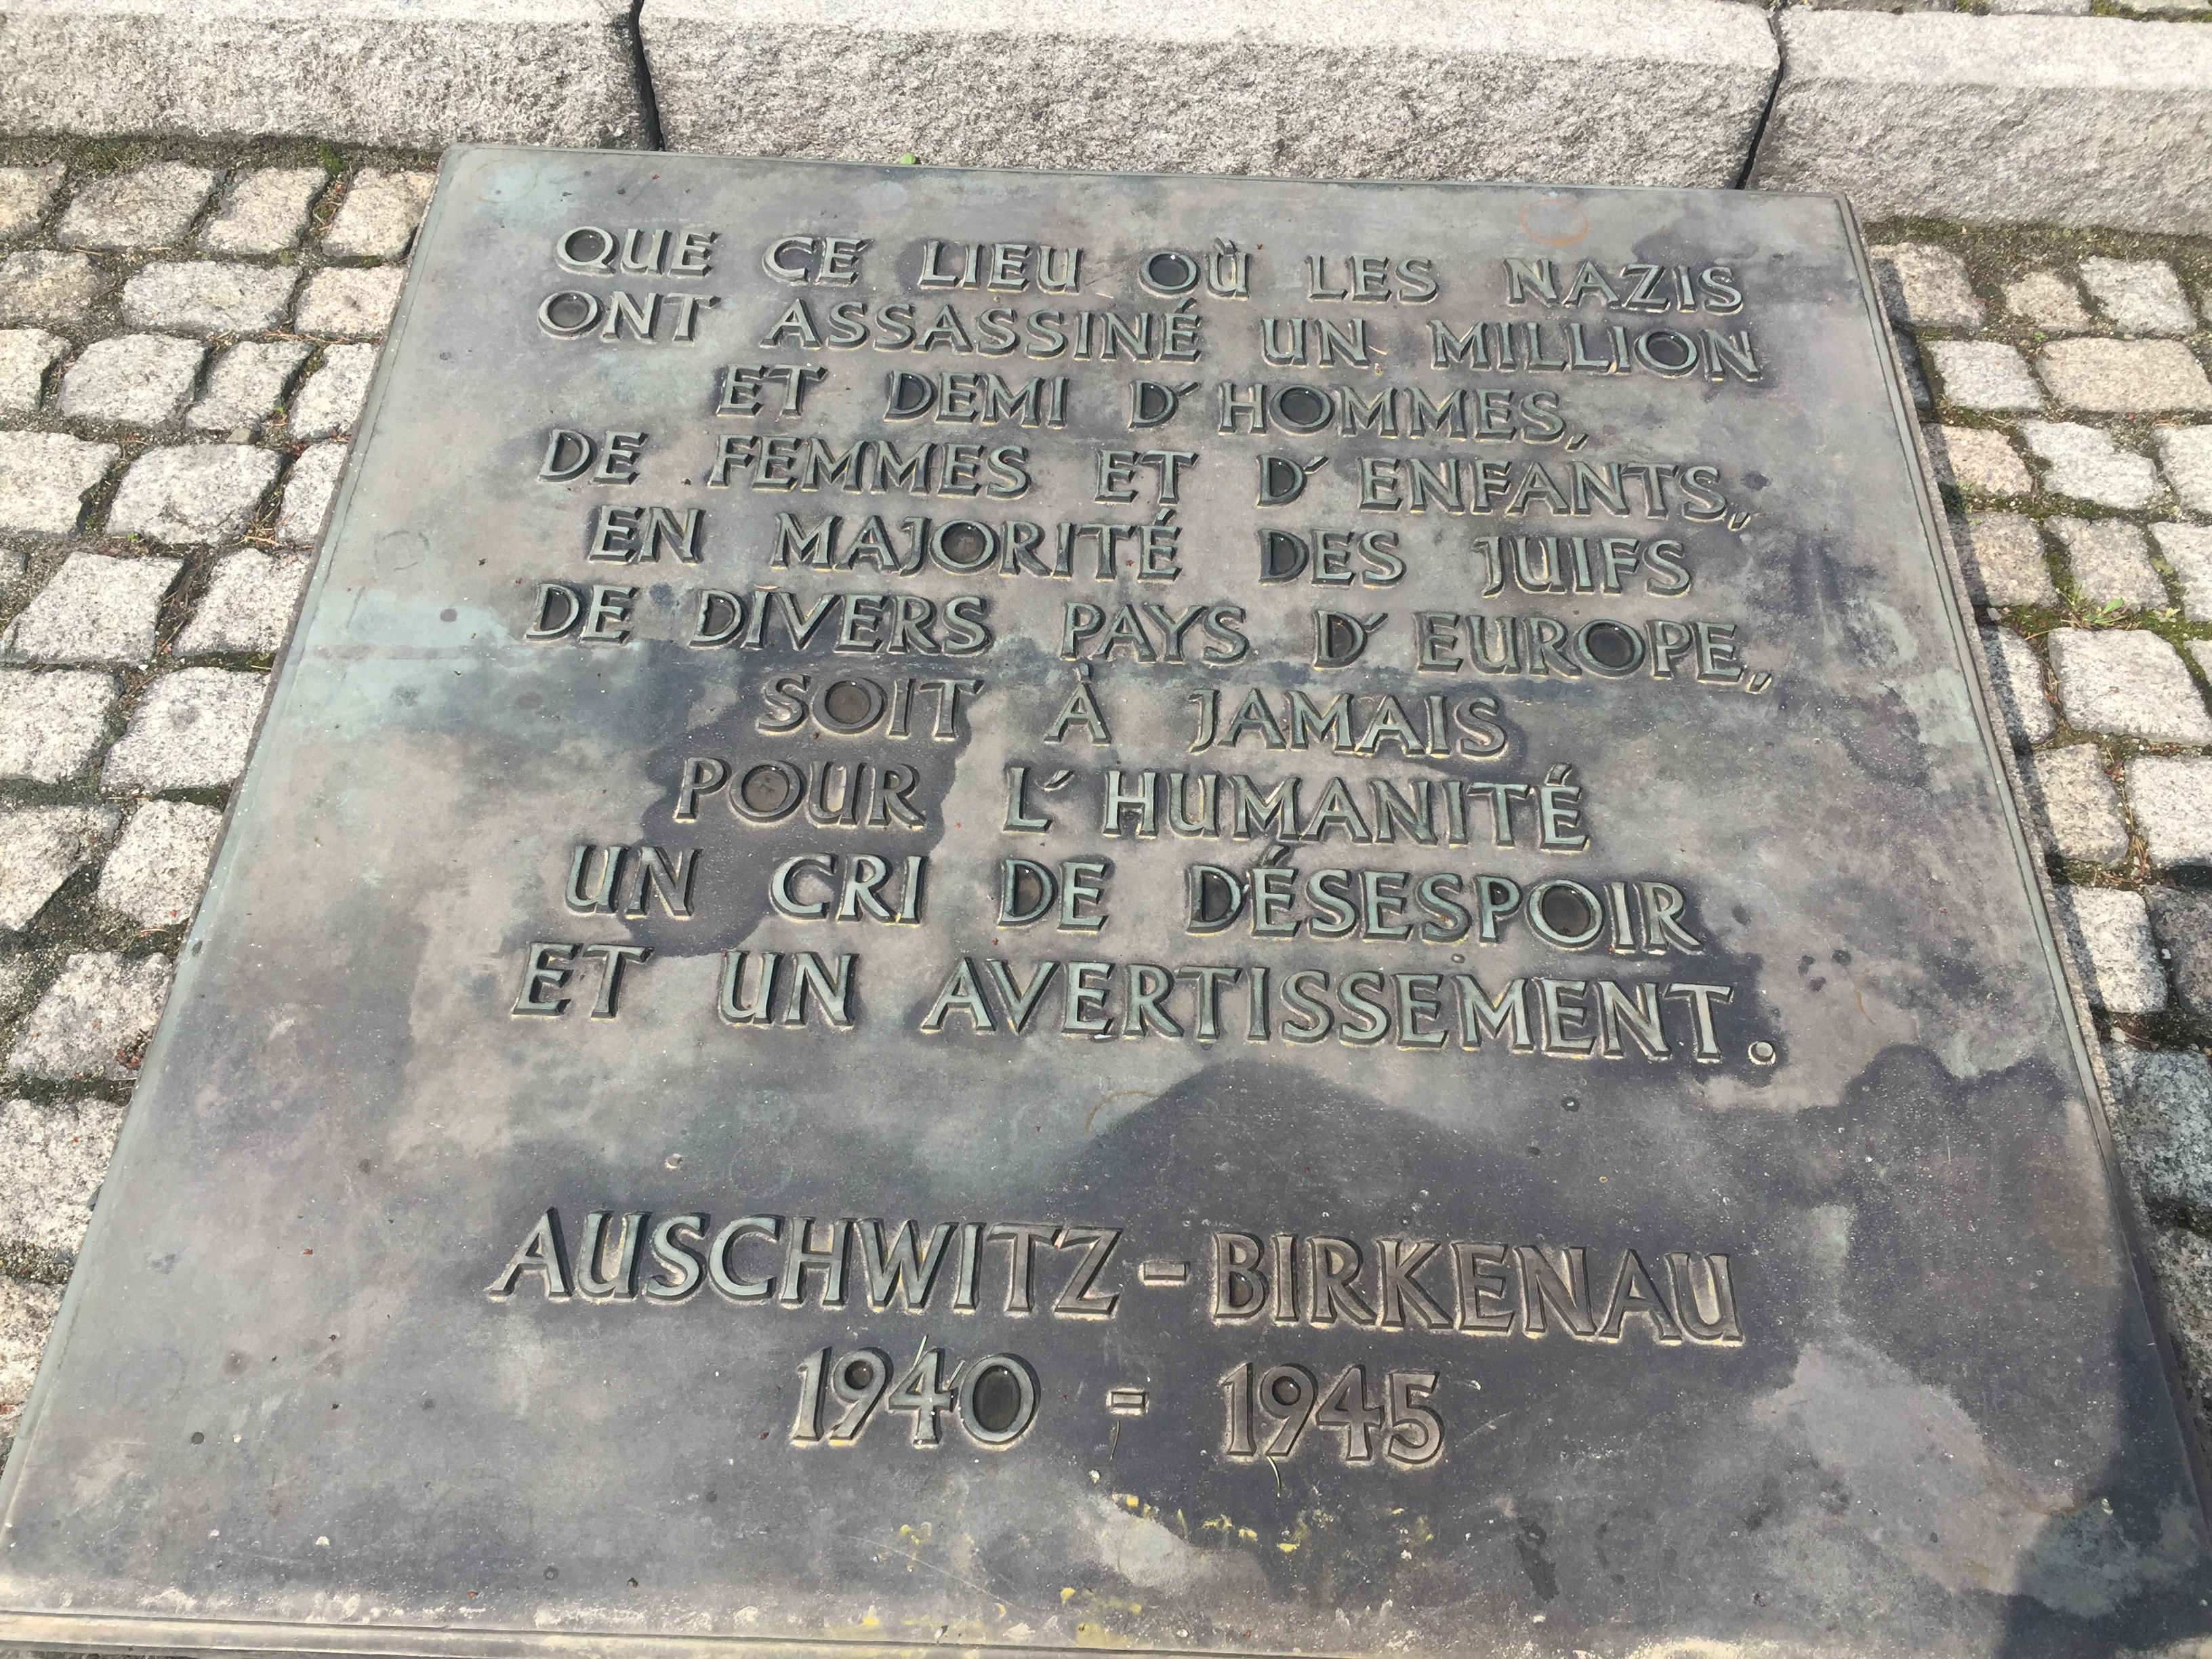 QUE CE LIEU OÙ LES NAZIS
ONT ASSASSINÉ UN MILLION
ET DEMI D'HOMMES,
DE FEMMES ET D'ENFANTS,
EN MAJORITÉ DES JUIFS
DE DIVERS PAYS D'EUROPE,
SOIT À JAMAIS
POUR L'HUMANITÉ
UN CRI DE DÉSESPOIR
ET UN AVERTISSEMENT.
AUSCHWITZ-BIRKENAU
1940 - 1945